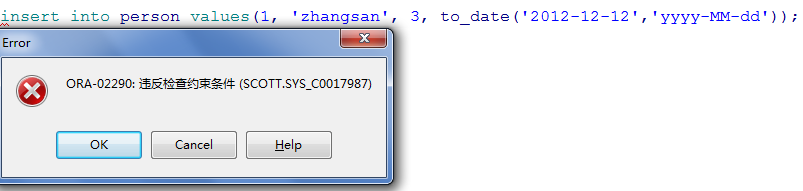 insert into person values(1, 'zhangsan', 3, to_date('2012-12-12','yyyy-MM-dd'));
Error
ORA-02290: 违反检查约束条件 (SCOTT.SYS_C0017987)
OK
Cancel
Help